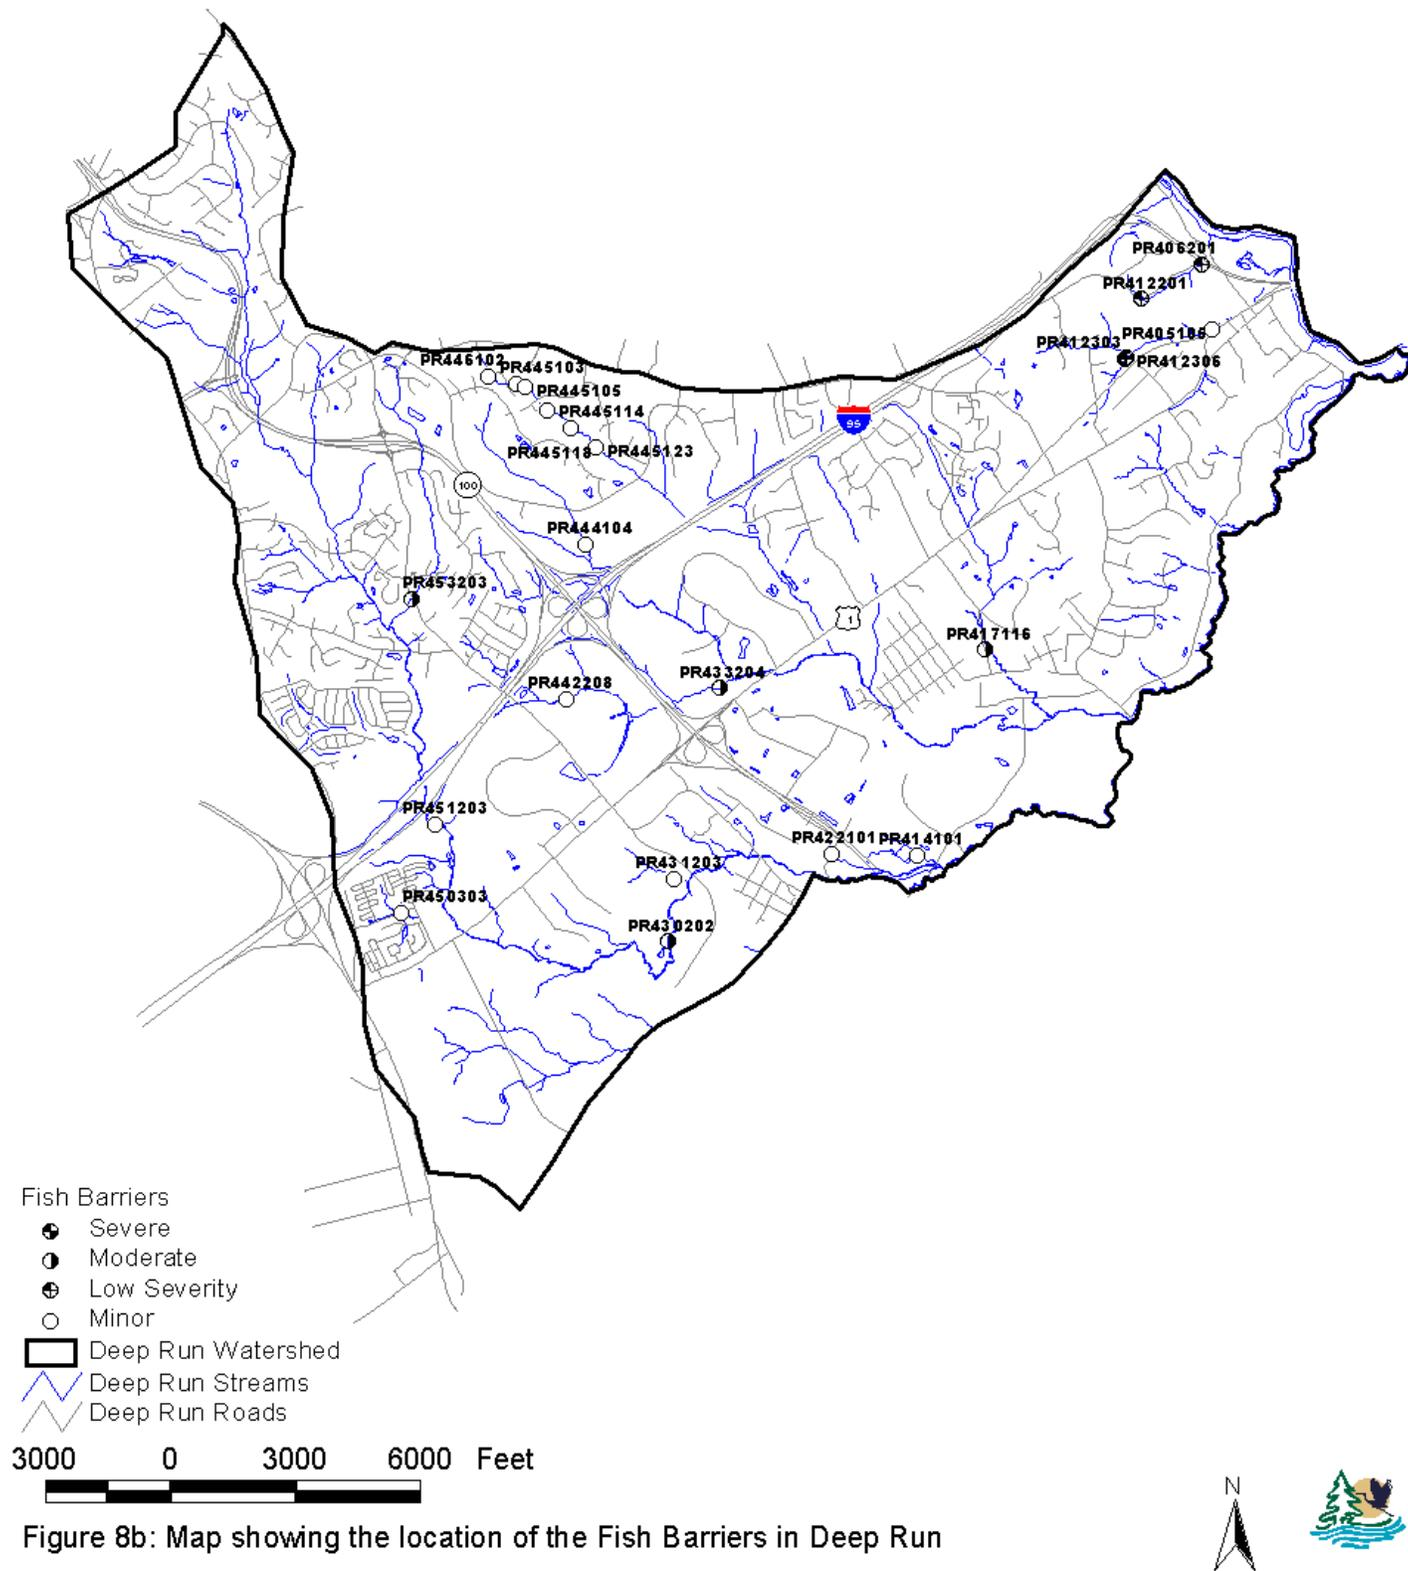 PR406201
PR412201
PR405106
PR412303
PR412306
PR446102
PR445103
PR445105
PR445114
PR445118
PR445123
95
100
PR444104
PR453203
1
PR417116
PR433204
PR442208
PR451203
PR422101
PR414101
PR431203
PR450303
PR430202
Fish Barriers
Severe
Moderate
Low Severity
Minor
Deep Run Watershed
Deep Run Streams
Deep Run Roads
3000 0 3000 6000 Feet
N
Figure 8b: Map showing the location of the Fish Barriers in Deep Run